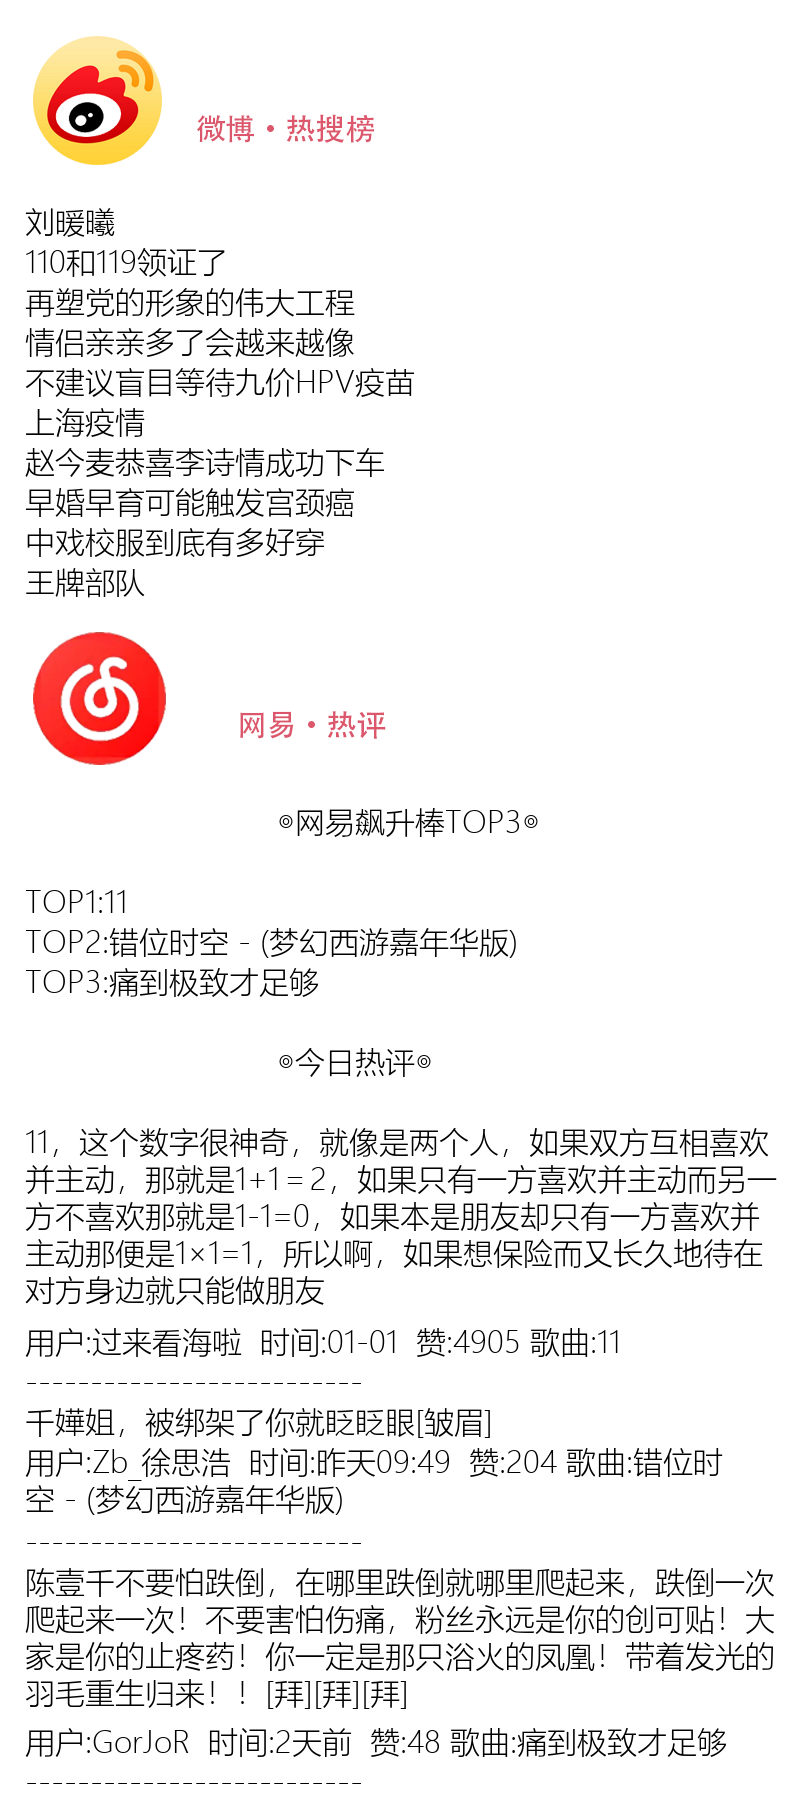 微博·热搜榜
刘暖曦
110和119领证了
再塑党的形象的伟大工程
情侣亲亲多了会越来越像
不建议盲目等待九价HPV疫苗
上海疫情
赵今麦恭喜李诗情成功下车
早婚早育可能触发宫颈癌
中戏校服到底有多好穿
王牌部队
网易·热评
◎网易飙升棒TOP3◎
TOP1:11
TOP2:错位时空 - (梦幻西游嘉年华版)
TOP3:痛到极致才足够
◎今日热评◎
11，这个数字很神奇，就像是两个人，如果双方互相喜欢
并主动，那就是1+1＝2，如果只有一方喜欢并主动而另一
方不喜欢那就是1-1=0，如果本是朋友却只有一方喜欢并
主动那便是1×1=1，所以啊，如果想保险而又长久地待在
对方身边就只能做朋友
用户:过来看海啦  时间:01-01  赞:4905 歌曲:11
--------------------------
千嬅姐，被绑架了你就眨眨眼[皱眉]
用户:Zb_徐思浩  时间:昨天09:49  赞:204 歌曲:错位时
空 - (梦幻西游嘉年华版)
--------------------------
陈壹千不要怕跌倒，在哪里跌倒就哪里爬起来，跌倒一次
爬起来一次！不要害怕伤痛，粉丝永远是你的创可贴！大
家是你的止疼药！你一定是那只浴火的凤凰！带着发光的
羽毛重生归来！！[拜][拜][拜]
用户:GorJoR  时间:2天前  赞:48 歌曲:痛到极致才足够
--------------------------